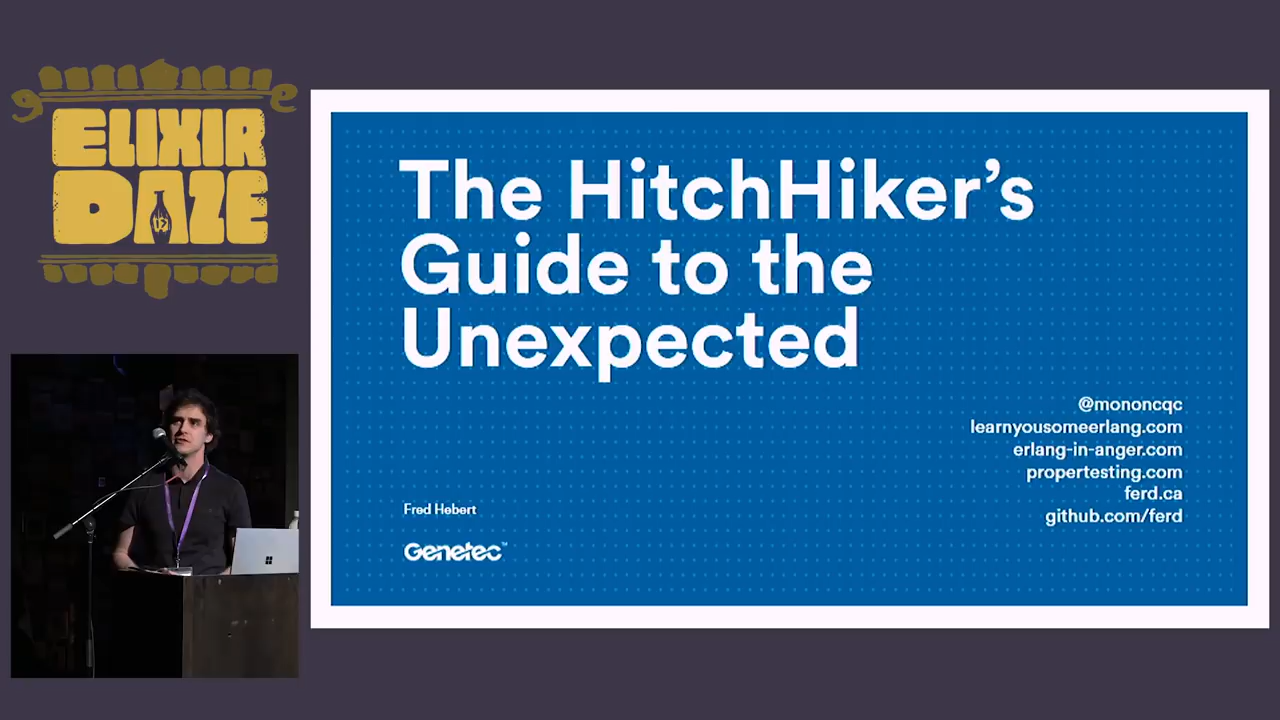 ELIXIR
DAZE
The HitchHiker’s
Guide to the
Unexpected
@mononcqc
learnyousomeerlang.com
erlang-in-anger.com
propertesting.com
ferd.ca
github.com/ferd
Fred Hebert
Genetec™